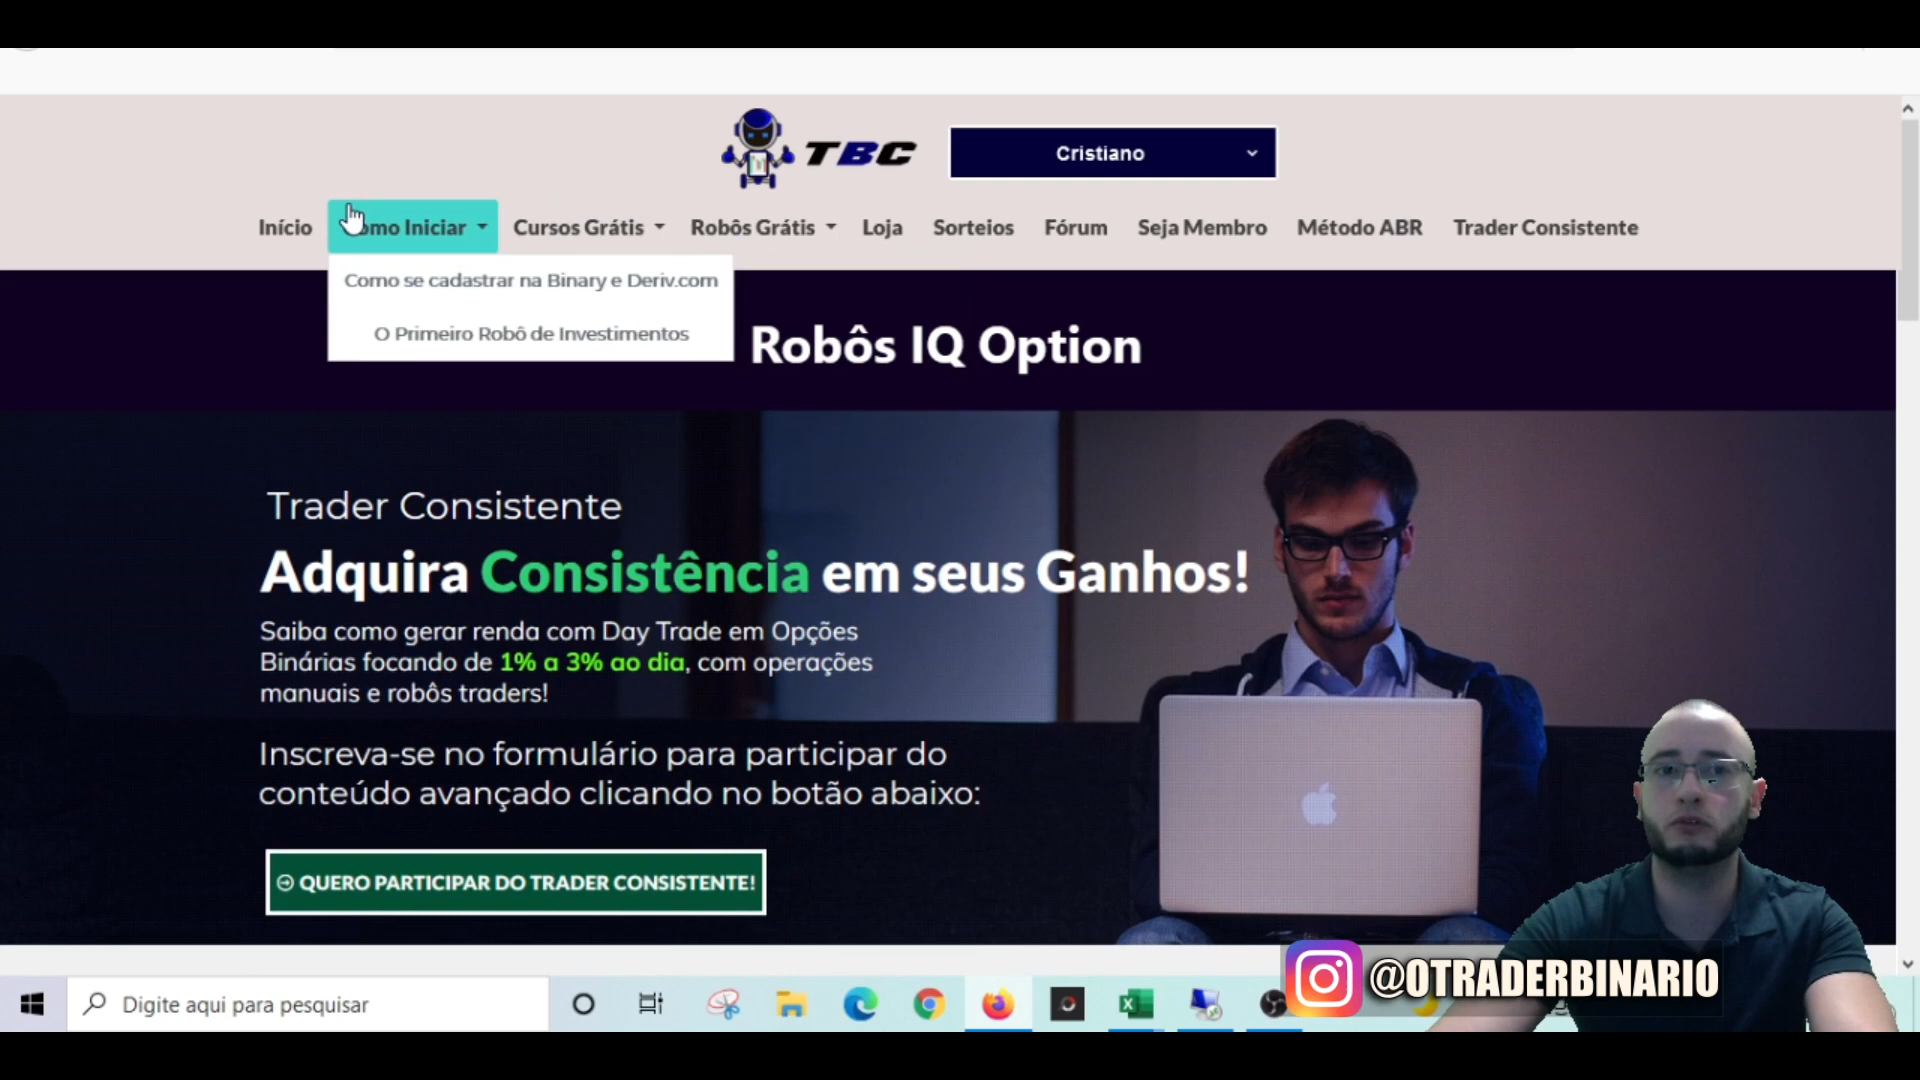 TBC
Cristiano
Início
Como Iniciar
Cursos Grátis
Robôs Grátis
Loja
Sorteios
Fórum
Seja Membro
Método ABR
Trader Consistente
Como se cadastrar na Binary e Deriv.com
O Primeiro Robô de Investimentos
Robôs IQ Option
Trader Consistente
Adquira Consistência em seus Ganhos!
Saiba como gerar renda com Day Trade em Opções
Binárias focando de 1% a 3% ao dia, com operações
manuais e robôs traders!
Inscreva-se no formulário para participar do
conteúdo avançado clicando no botão abaixo:
QUERO PARTICIPAR DO TRADER CONSISTENTE!
@OTRADERBINARIO
Digite aqui para pesquisar